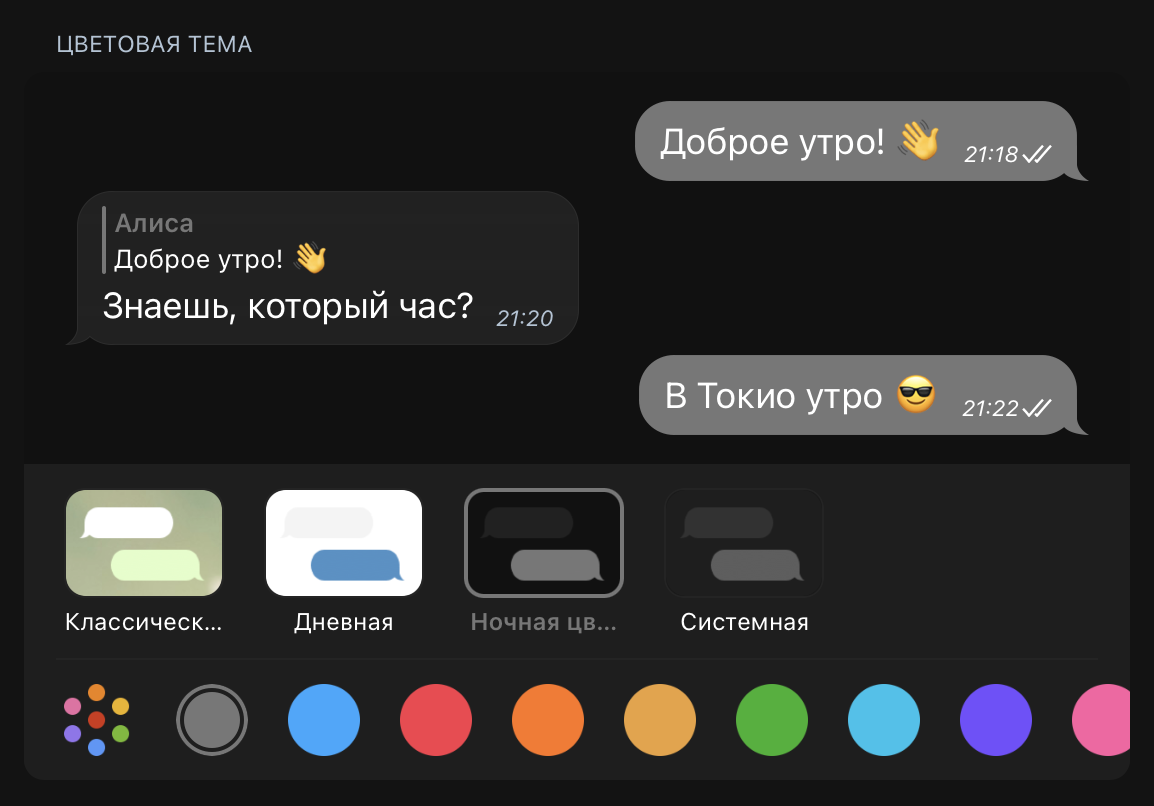 ЦВЕТОВАЯ ТЕМА
Доброе утро! 👋 21:18
Алиса
Доброе утро! 👋
Знаешь, который час? 21:20
В Токио утро 😎 21:22
Классическ...
Дневная
Ночная цв...
Системная